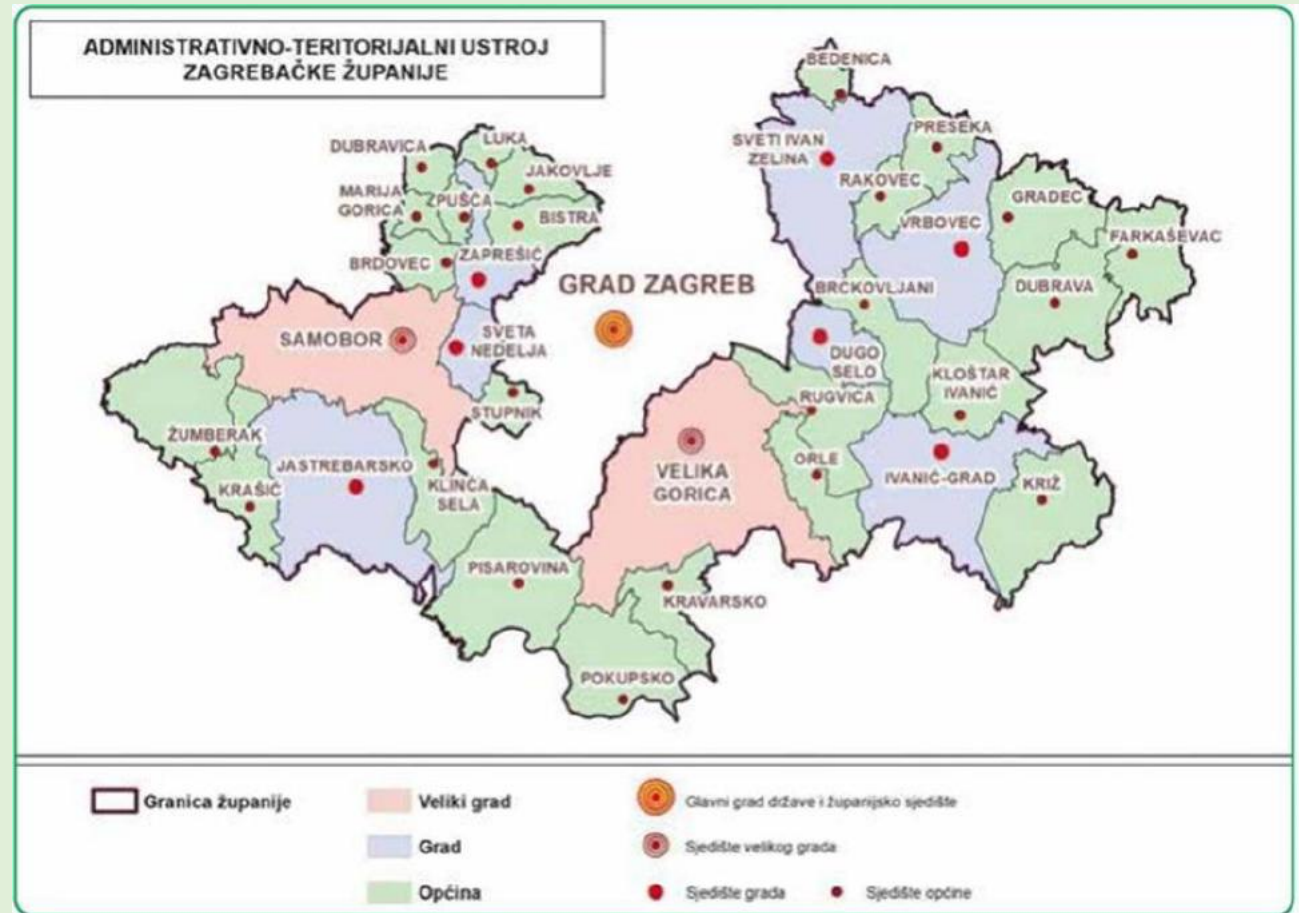 ADMINISTRATIVNO-TERITORIJALNI USTROJ
ZAGREBAČKE ŽUPANIJE
BEDENICA
PRESEKA
SVETI IVAN
ZELINA
RAKOVEC
GRADEC
VRBOVEC
FARKAŠEVAC
DUBRAVICA
LUKA
JAKOVLJE
MARIJA
GORICA
PUŠĆA
BISTRA
BRDOVEC
ZAPREŠIĆ
GRAD ZAGREB
BRCKOVLJANI
DUBRAVA
SAMOBOR
SVETA
NEDELJA
DUGO
SELO
KLOŠTAR
IVANIĆ
STUPNIK
RUGVICA
ŽUMBERAK
JASTREBARSKO
KLINČA
SELA
VELIKA
GORICA
ORLE
IVANIĆ-GRAD
KRIŽ
KRAŠIĆ
PISAROVINA
KRAVARSKO
POKUPSKO
Granica županije
Veliki grad
Glavni grad države i županijsko sjedište
Grad
Sjedište velikog grada
Općina
Sjedište grada
Sjedište općine